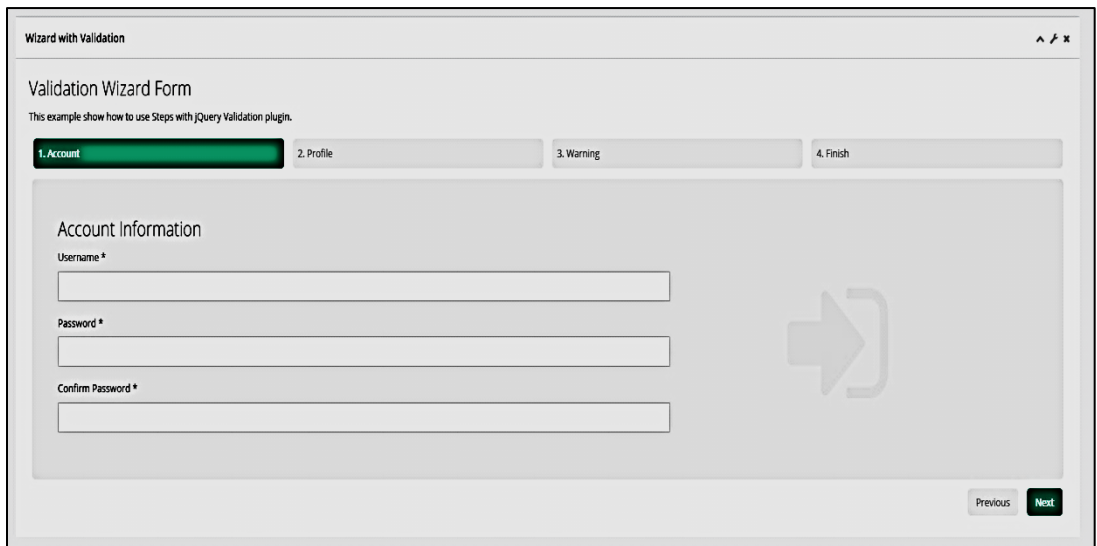 Wizard with Validation
Validation Wizard Form
This example show how to use Steps with jQuery Validation plugin.
1. Account
2. Profile
3. Warning
4. Finish
Account Information
Username *
Password *
Confirm Password *
Previous
Next